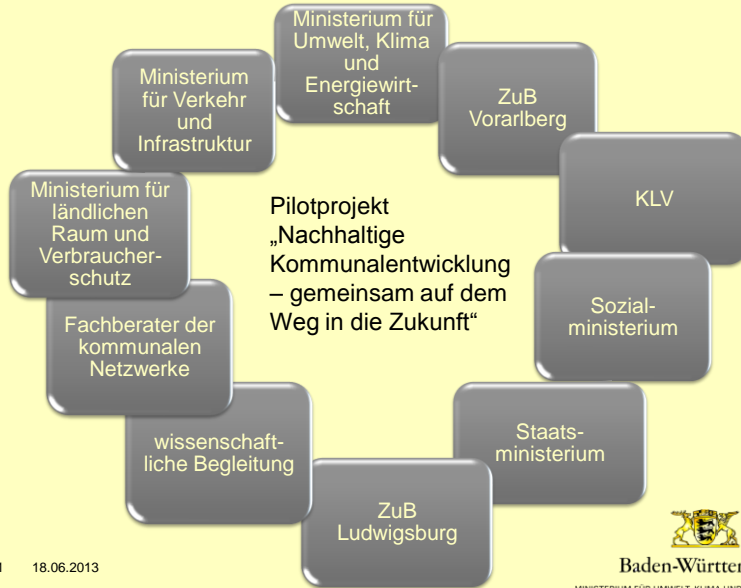 Ministerium für
Umwelt, Klima
und
Energiewirt-
schaft
ZuB
Vorarlberg
KLV
Sozial-
ministerium
Staats-
ministerium
ZuB
Ludwigsburg
wissenschaft-
liche Begleitung
Fachberater der
kommunalen
Netzwerke
Ministerium für
ländlichen
Raum und
Verbraucher-
schutz
Ministerium
für Verkehr
und
Infrastruktur
Pilotprojekt
„Nachhaltige
Kommunalentwicklung
– gemeinsam auf dem
Weg in die Zukunft“
18.06.2013
Baden-Württem